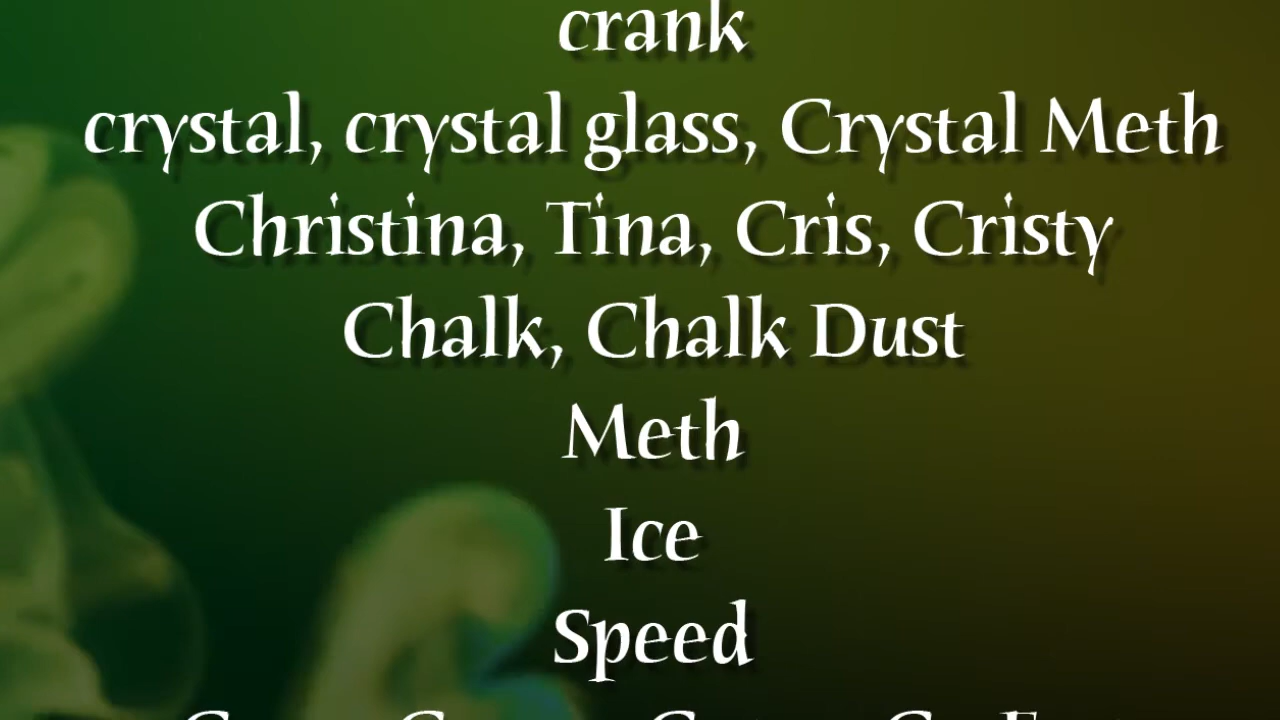 crank
crystal, crystal glass, Crystal Meth
Christina, Tina, Cris, Cristy
Chalk, Chalk Dust
Meth
Ice
Speed